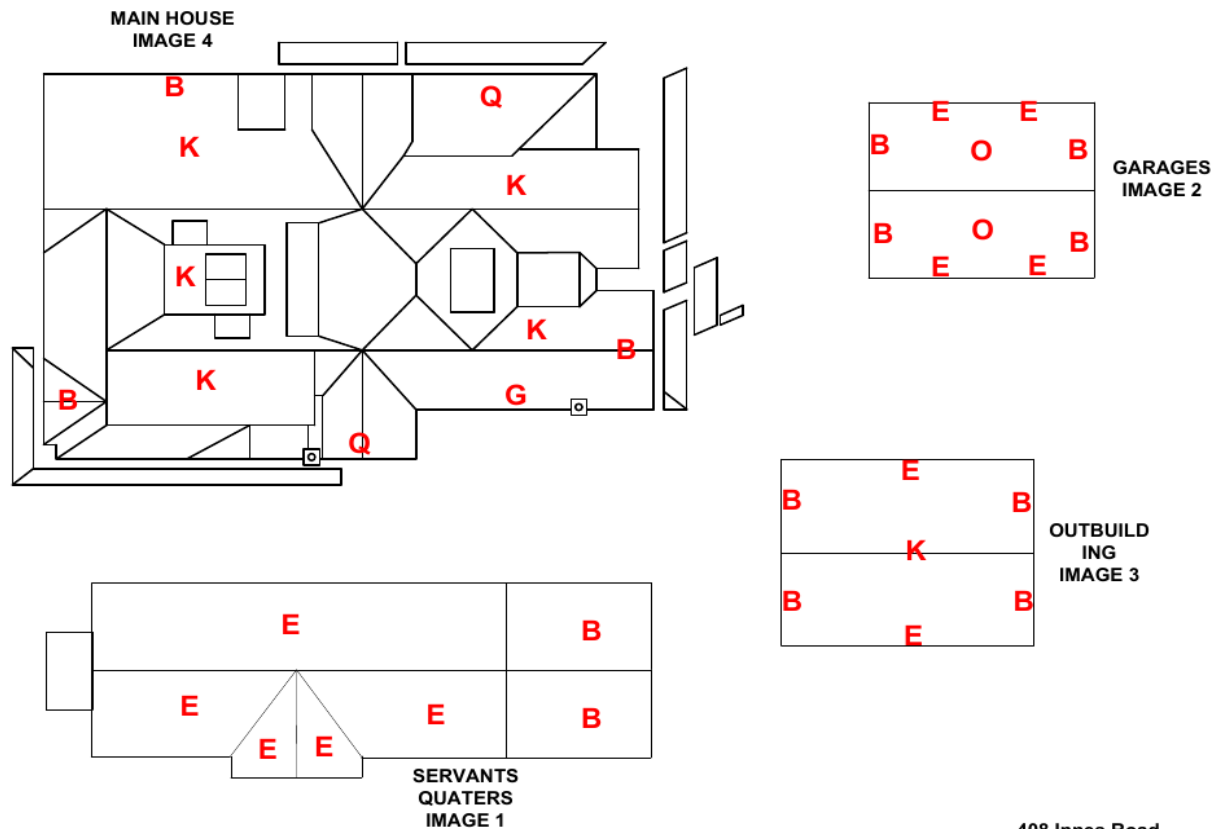 MAIN HOUSE
IMAGE 4
B
Q
K
K
K
K
B
K
G
B
Q
E E
B O B
B O B
E E
GARAGES
IMAGE 2
E
B B
K
B B
E
OUTBUILD
ING
IMAGE 3
E B
E E B
E E
SERVANTS
QUATERS
IMAGE 1